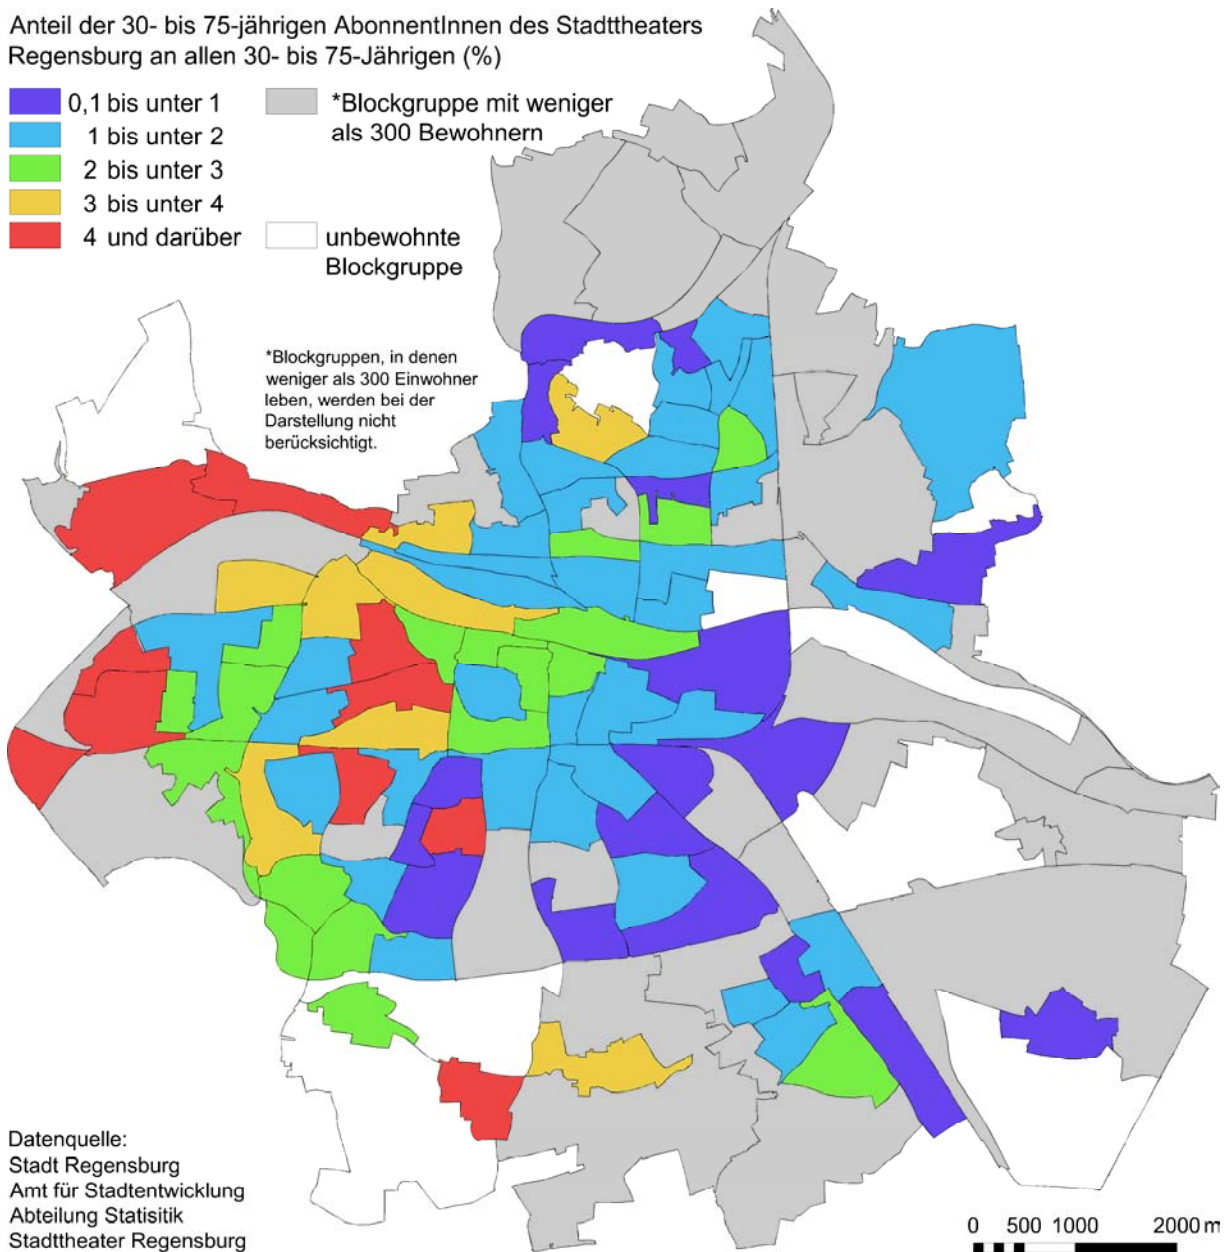 Anteil der 30- bis 75-jährigen AbonnentInnen des Stadttheaters
Regensburg an allen 30- bis 75-Jährigen (%)
0,1 bis unter 1
1 bis unter 2
2 bis unter 3
3 bis unter 4
4 und darüber
*Blockgruppe mit weniger
als 300 Bewohnern
unbewohnte
Blockgruppe
*Blockgruppen, in denen
weniger als 300 Einwohner
leben, werden bei der
Darstellung nicht
berücksichtigt.
Datenquelle:
Stadt Regensburg
Amt für Stadtentwicklung
Abteilung Statisitik
Stadttheater Regensburg
0 500 1000 2000 m